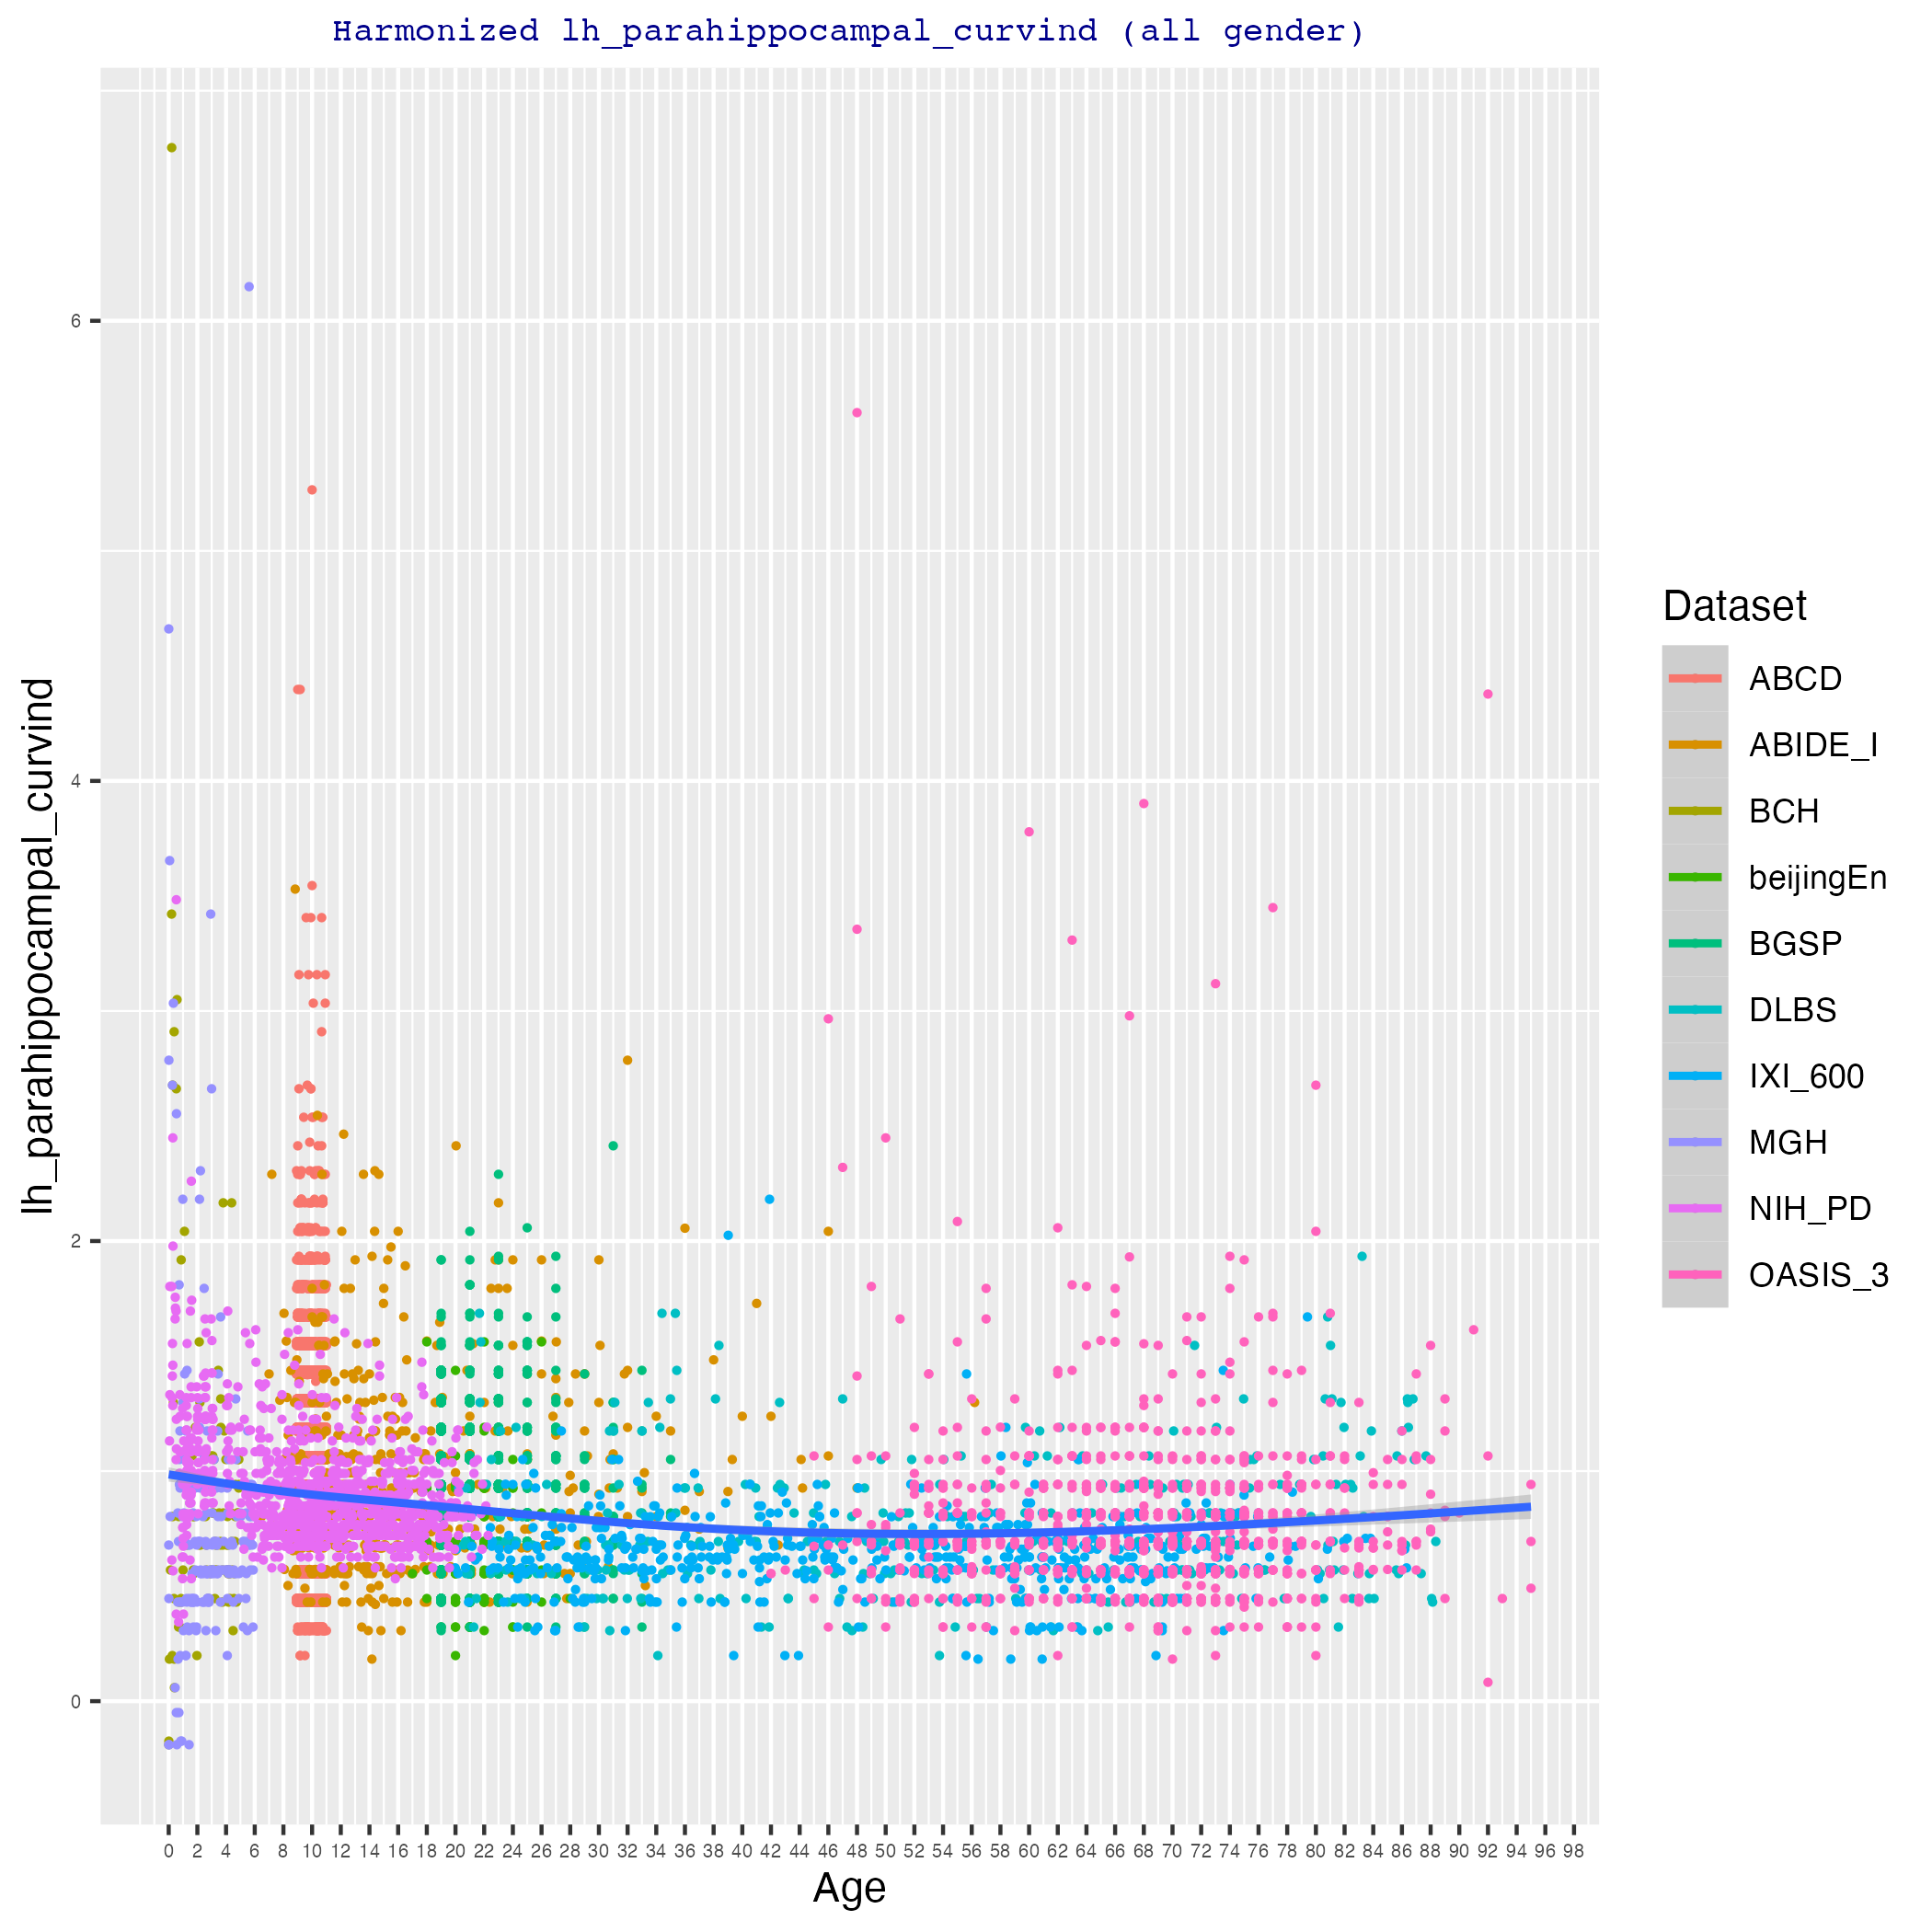 Harmonized lh_parahippocampal_curvind (all gender)
lh_parahippocampal_curvind
6
4
2
0
0 2 4 6 8 10 12 14 16 18 20 22 24 26 28 30 32 34 36 38 40 42 44 46 48 50 52 54 56 58 60 62 64 66 68 70 72 74 76 78 80 82 84 86 88 90 92 94 96 98
Age
Dataset
ABCD
ABIDE_I
BCH
beijingEn
BGSP
DLBS
IXI_600
MGH
NIH_PD
OASIS_3